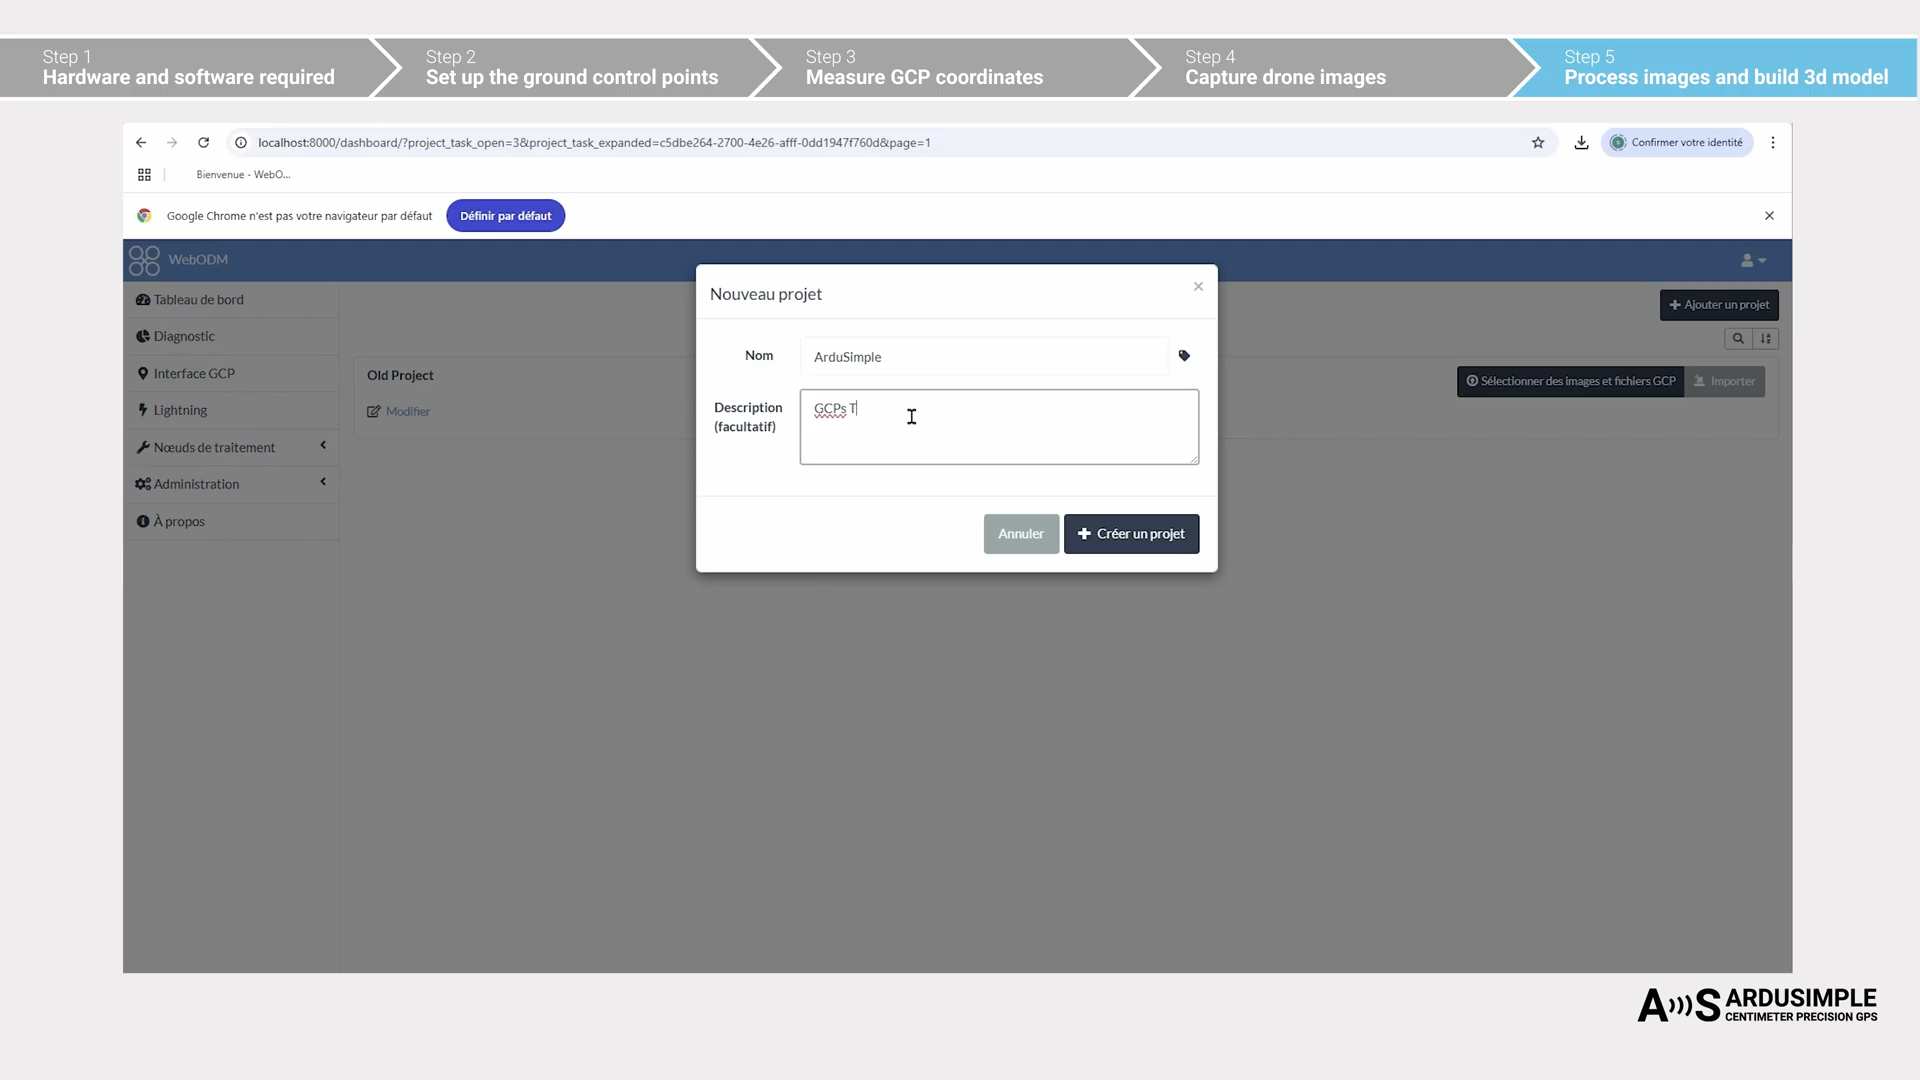 Step 1
Hardware and software required
Step 2
Set up the ground control points
Step 3
Measure GCP coordinates
Step 4
Capture drone images
Step 5
Process images and build 3d model
localhost:8000/dashboard/?project_task_open=3&project_task_expanded=c5dbe264-2700-4e26-afff-0dd1947f760d&page=1
Confirmer votre identité
Bienvenue - WebO...
Google Chrome n'est pas votre navigateur par défaut
Définir par défaut
WebODM
Tableau de bord
Diagnostic
Interface GCP
Lightning
Nœuds de traitement
Administration
À propos
Ajouter un projet
Old Project
Modifier
Sélectionner des images et fichiers GCP
Importer
Nouveau projet
Nom
ArduSimple
Description
(facultatif)
GCPs T
Annuler
Créer un projet
ARDUSIMPLE
CENTIMETER PRECISION GPS